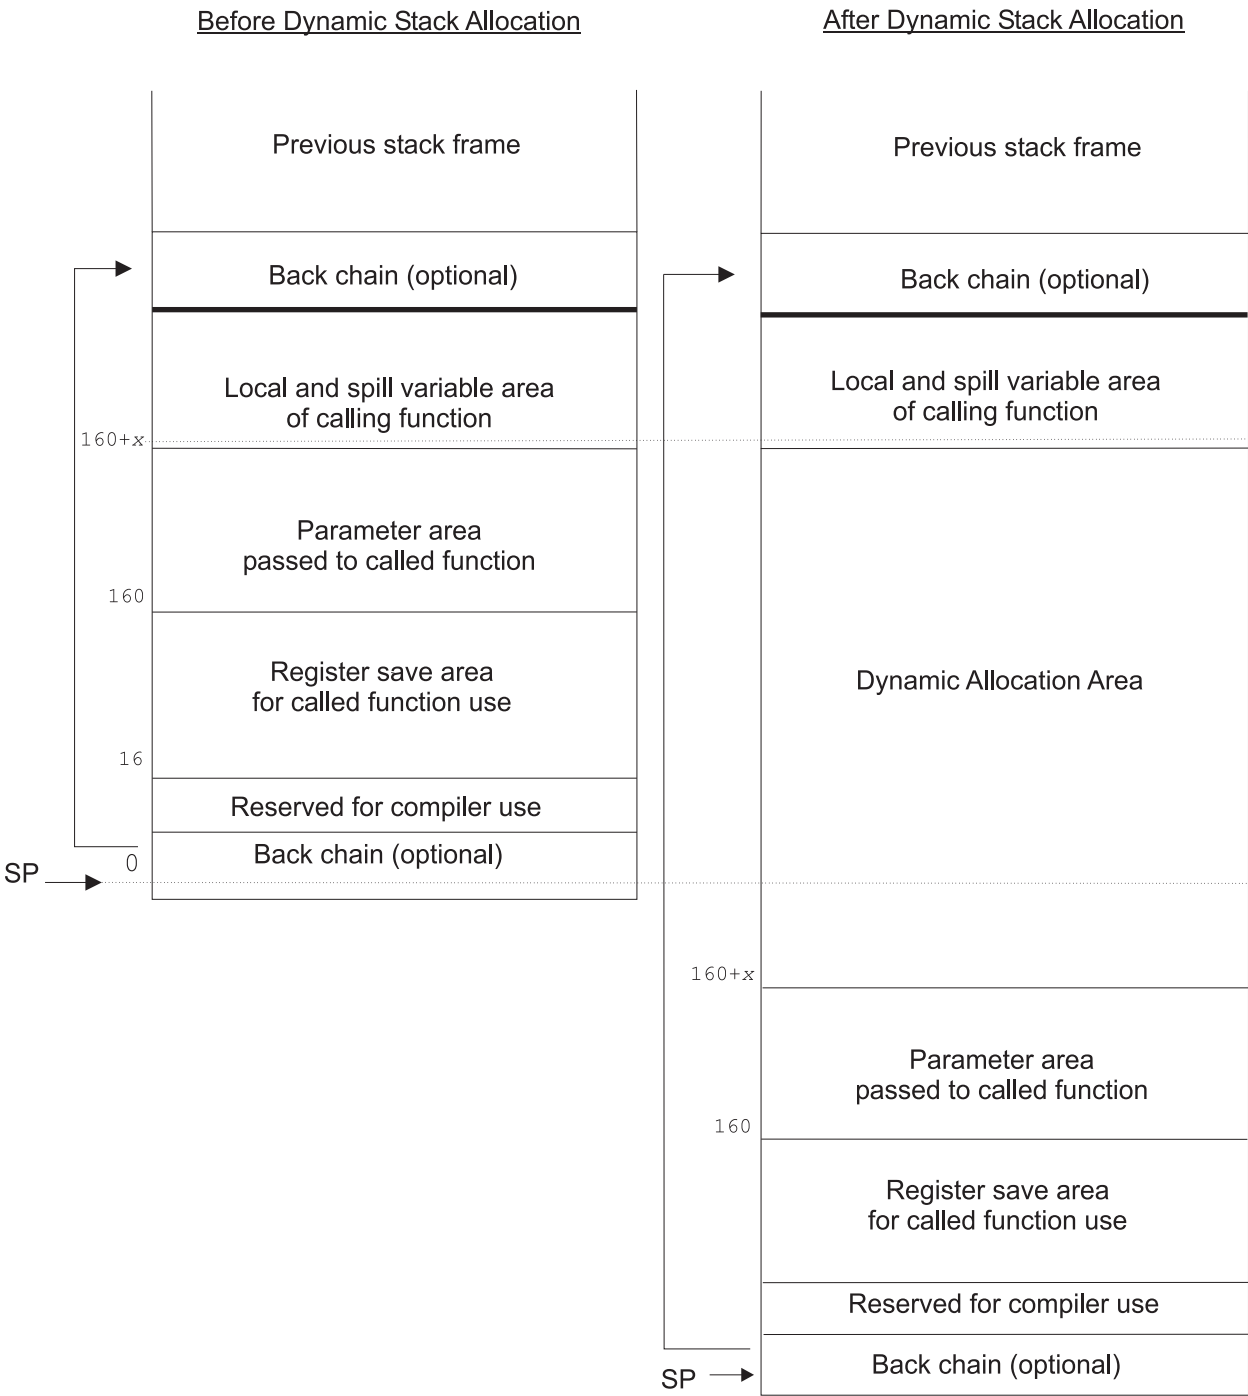 Before Dynamic Stack Allocation
Previous stack frame
Back chain (optional)
Local and spill variable area
of calling function
160+x
Parameter area
passed to called function
160
Register save area
for called function use
16
Reserved for compiler use
Back chain (optional)
0
SP
After Dynamic Stack Allocation
Previous stack frame
Back chain (optional)
Local and spill variable area
of calling function
Dynamic Allocation Area
160+x
Parameter area
passed to called function
160
Register save area
for called function use
Reserved for compiler use
Back chain (optional)
SP